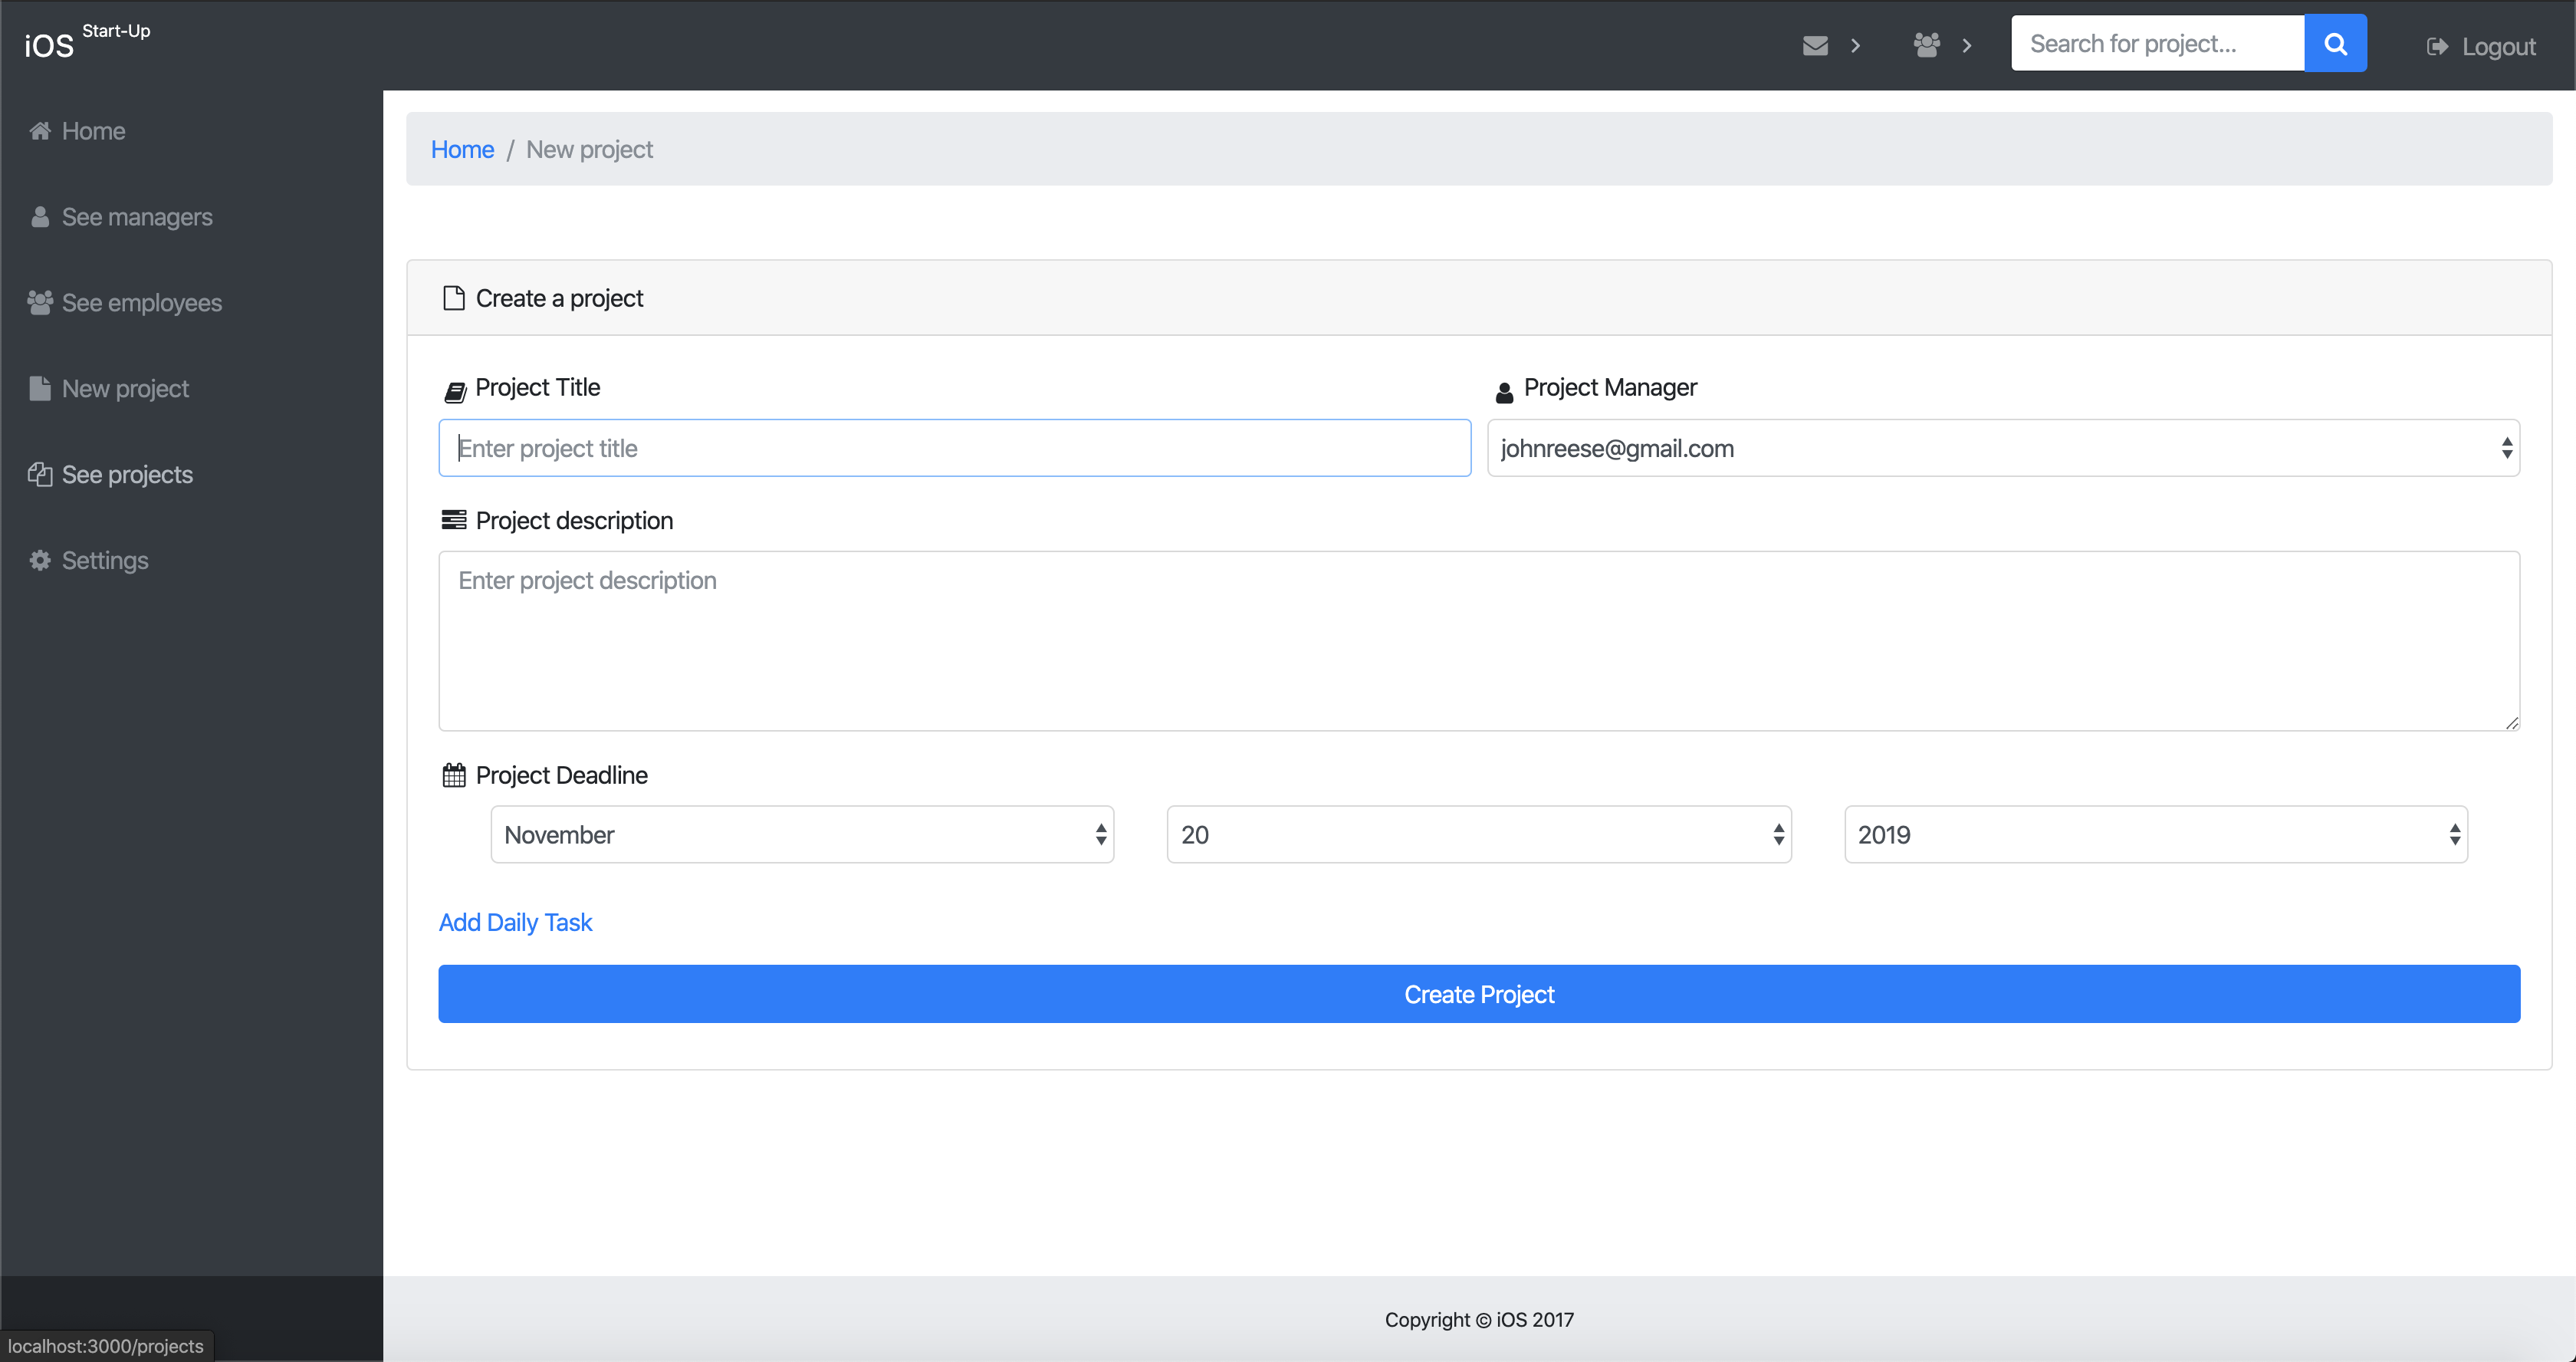 iOS Start-Up
Search for project...
Logout
Home
See managers
See employees
New project
See projects
Settings
Home / New project
Create a project
Project Title
Project Manager
Enter project title
johnreese@gmail.com
Project description
Enter project description
Project Deadline
November
20
2019
Add Daily Task
Create Project
Copyright © iOS 2017
localhost:3000/projects